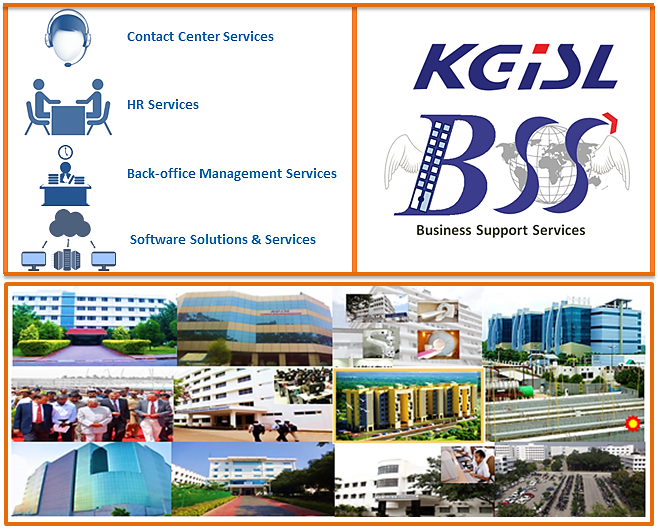 Contact Center Services
HR Services
Back-office Management Services
Software Solutions & Services
KGiSL
BSS
Business Support Services